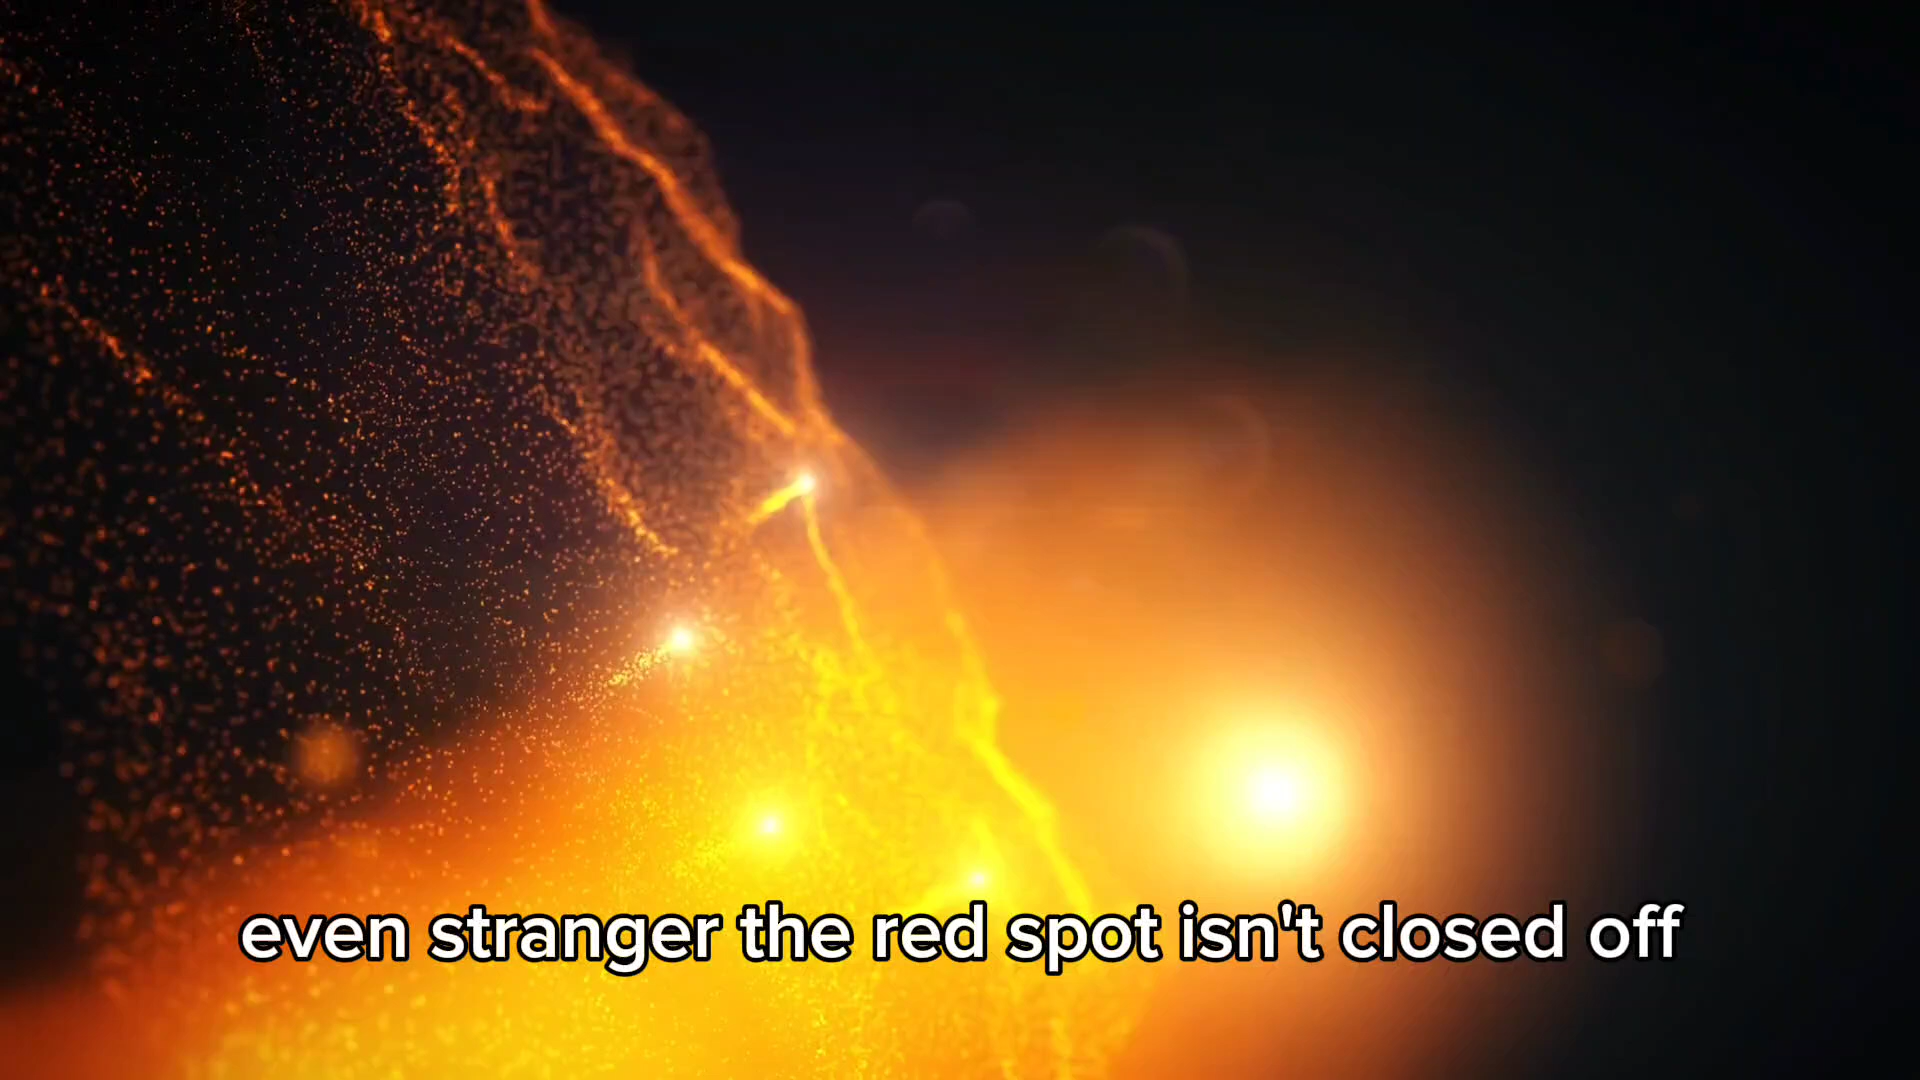 even stranger the red spot isn't closed off